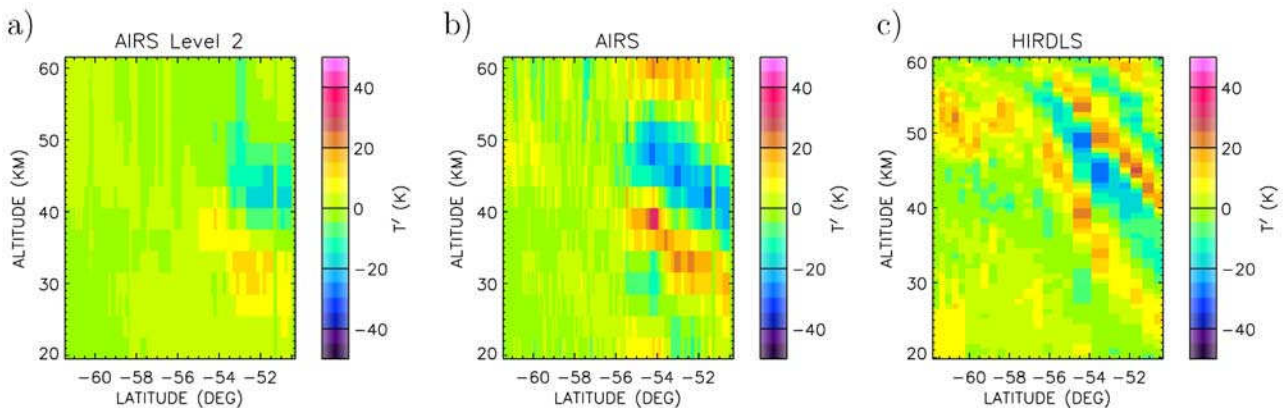 a)
AIRS Level 2
60
50
40
30
20
ALTITUDE (KM)
-60 -58 -56 -54 -52
LATITUDE (DEG)
40
20
0
-20
-40
T' (K)
b)
AIRS
60
50
40
30
20
ALTITUDE (KM)
-60 -58 -56 -54 -52
LATITUDE (DEG)
40
20
0
-20
-40
T' (K)
c)
HIRDLS
60
50
40
30
20
ALTITUDE (KM)
-60 -58 -56 -54 -52
LATITUDE (DEG)
40
20
0
-20
-40
T' (K)